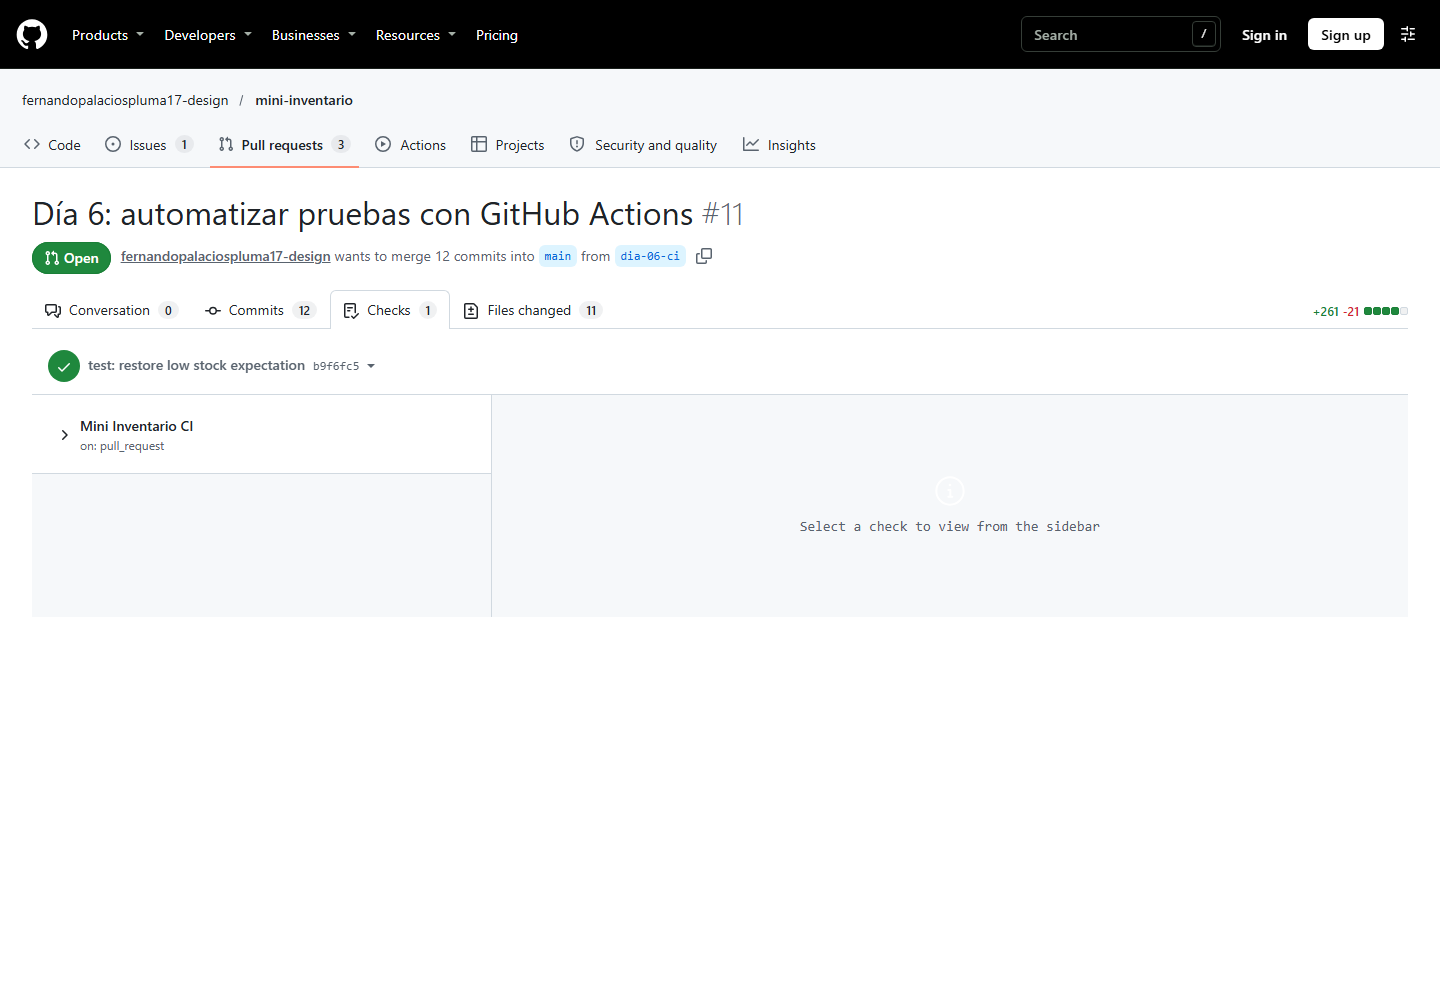 Products Developers Businesses Resources Pricing Search / Sign in Sign up
fernandopalaciospluma17-design / mini-inventario
Code Issues 1 Pull requests 3 Actions Projects Security and quality Insights
Día 6: automatizar pruebas con GitHub Actions #11
Open fernandopalaciospluma17-design wants to merge 12 commits into main from dia-06-ci
Conversation 0 Commits 12 Checks 1 Files changed 11 +261 -21
test: restore low stock expectation b9f6fc5
Mini Inventario CI
on: pull_request
Select a check to view from the sidebar